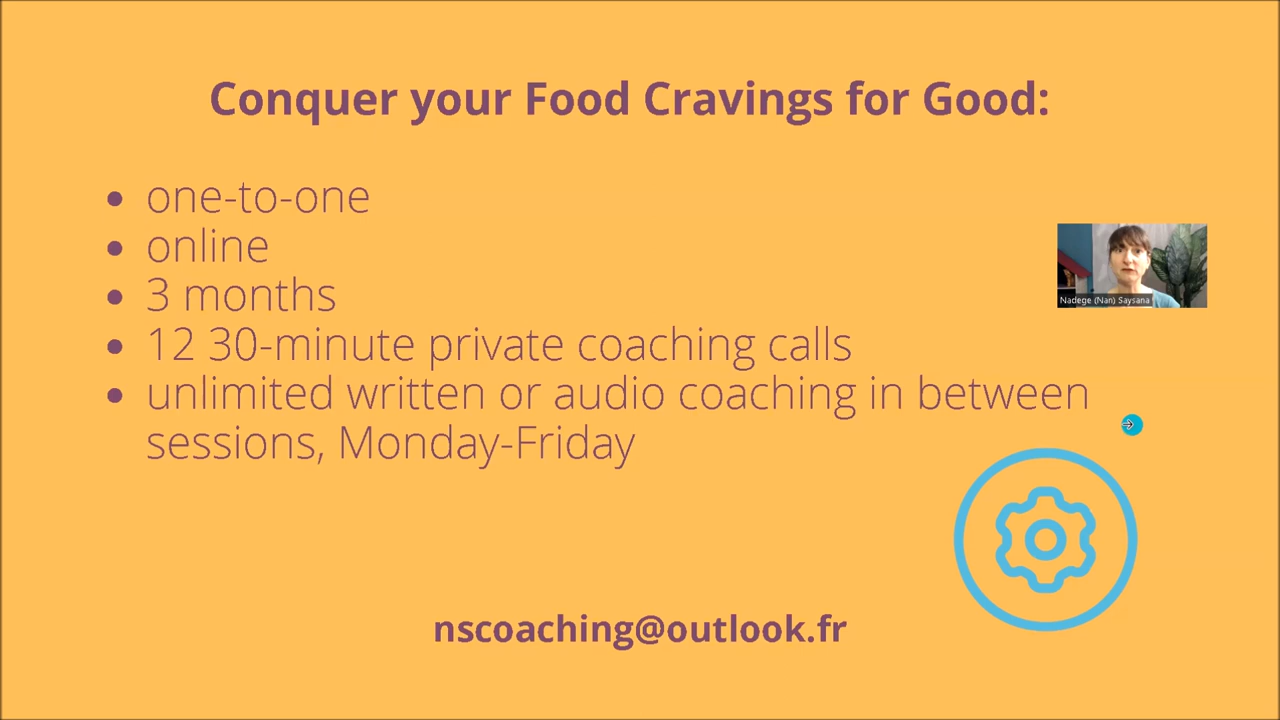 Conquer your Food Cravings for Good:
one-to-one
online
3 months
12 30-minute private coaching calls
unlimited written or audio coaching in between
sessions, Monday-Friday
Nadege (Nan) Saysana
nscoaching@outlook.fr